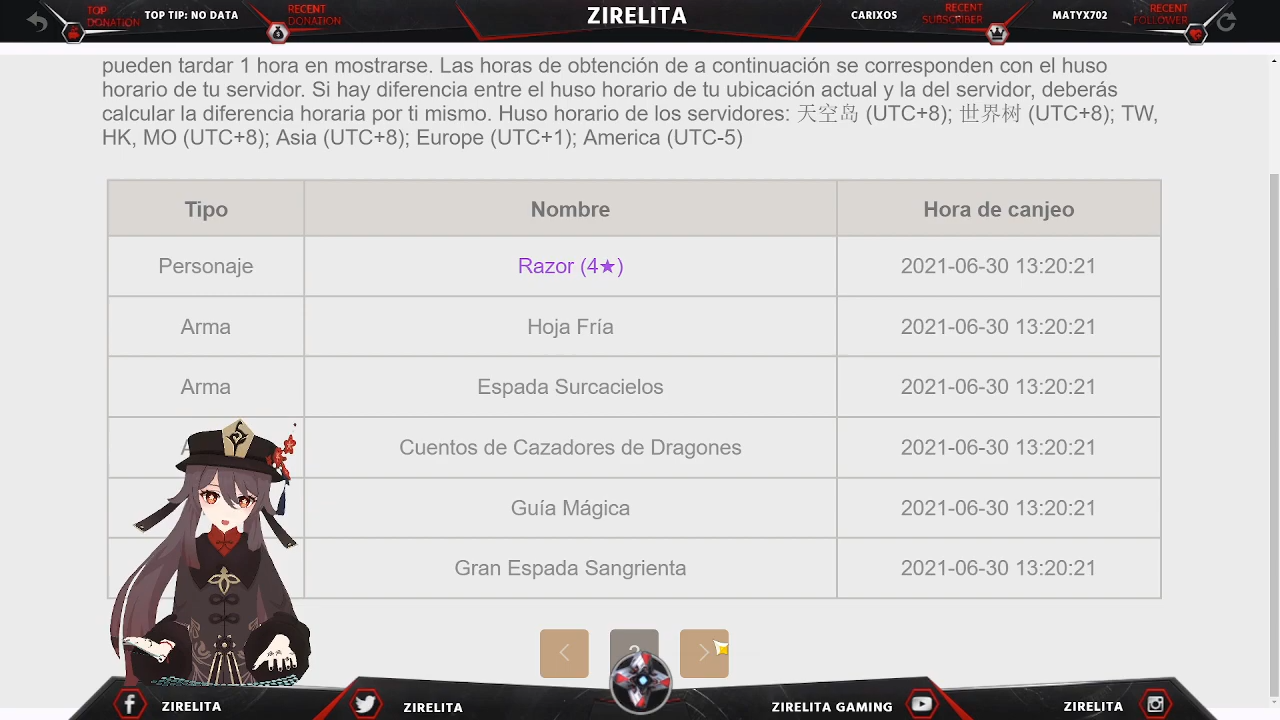 TOP DONATION
TOP TIP: NO DATA
RECENT DONATION
ZIRELITA
CARIXOS
RECENT SUBSCRIBER
MATYX702
RECENT FOLLOWER
pueden tardar 1 hora en mostrarse. Las horas de obtención de a continuación se corresponden con el huso
horario de tu servidor. Si hay diferencia entre el huso horario de tu ubicación actual y la del servidor, deberás
calcular la diferencia horaria por ti mismo. Huso horario de los servidores: 天空岛 (UTC+8); 世界树 (UTC+8); TW,
HK, MO (UTC+8); Asia (UTC+8); Europe (UTC+1); America (UTC-5)
Tipo Nombre Hora de canjeo
Personaje Razor (4★) 2021-06-30 13:20:21
Arma Hoja Fría 2021-06-30 13:20:21
Arma Espada Surcacielos 2021-06-30 13:20:21
Cuentos de Cazadores de Dragones 2021-06-30 13:20:21
Guía Mágica 2021-06-30 13:20:21
Gran Espada Sangrienta 2021-06-30 13:20:21
ZIRELITA ZIRELITA ZIRELITA GAMING ZIRELITA